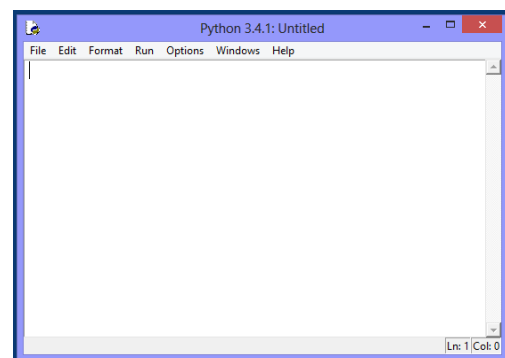 Python 3.4.1: Untitled
File Edit Format Run Options Windows Help
Ln: 1 Col: 0